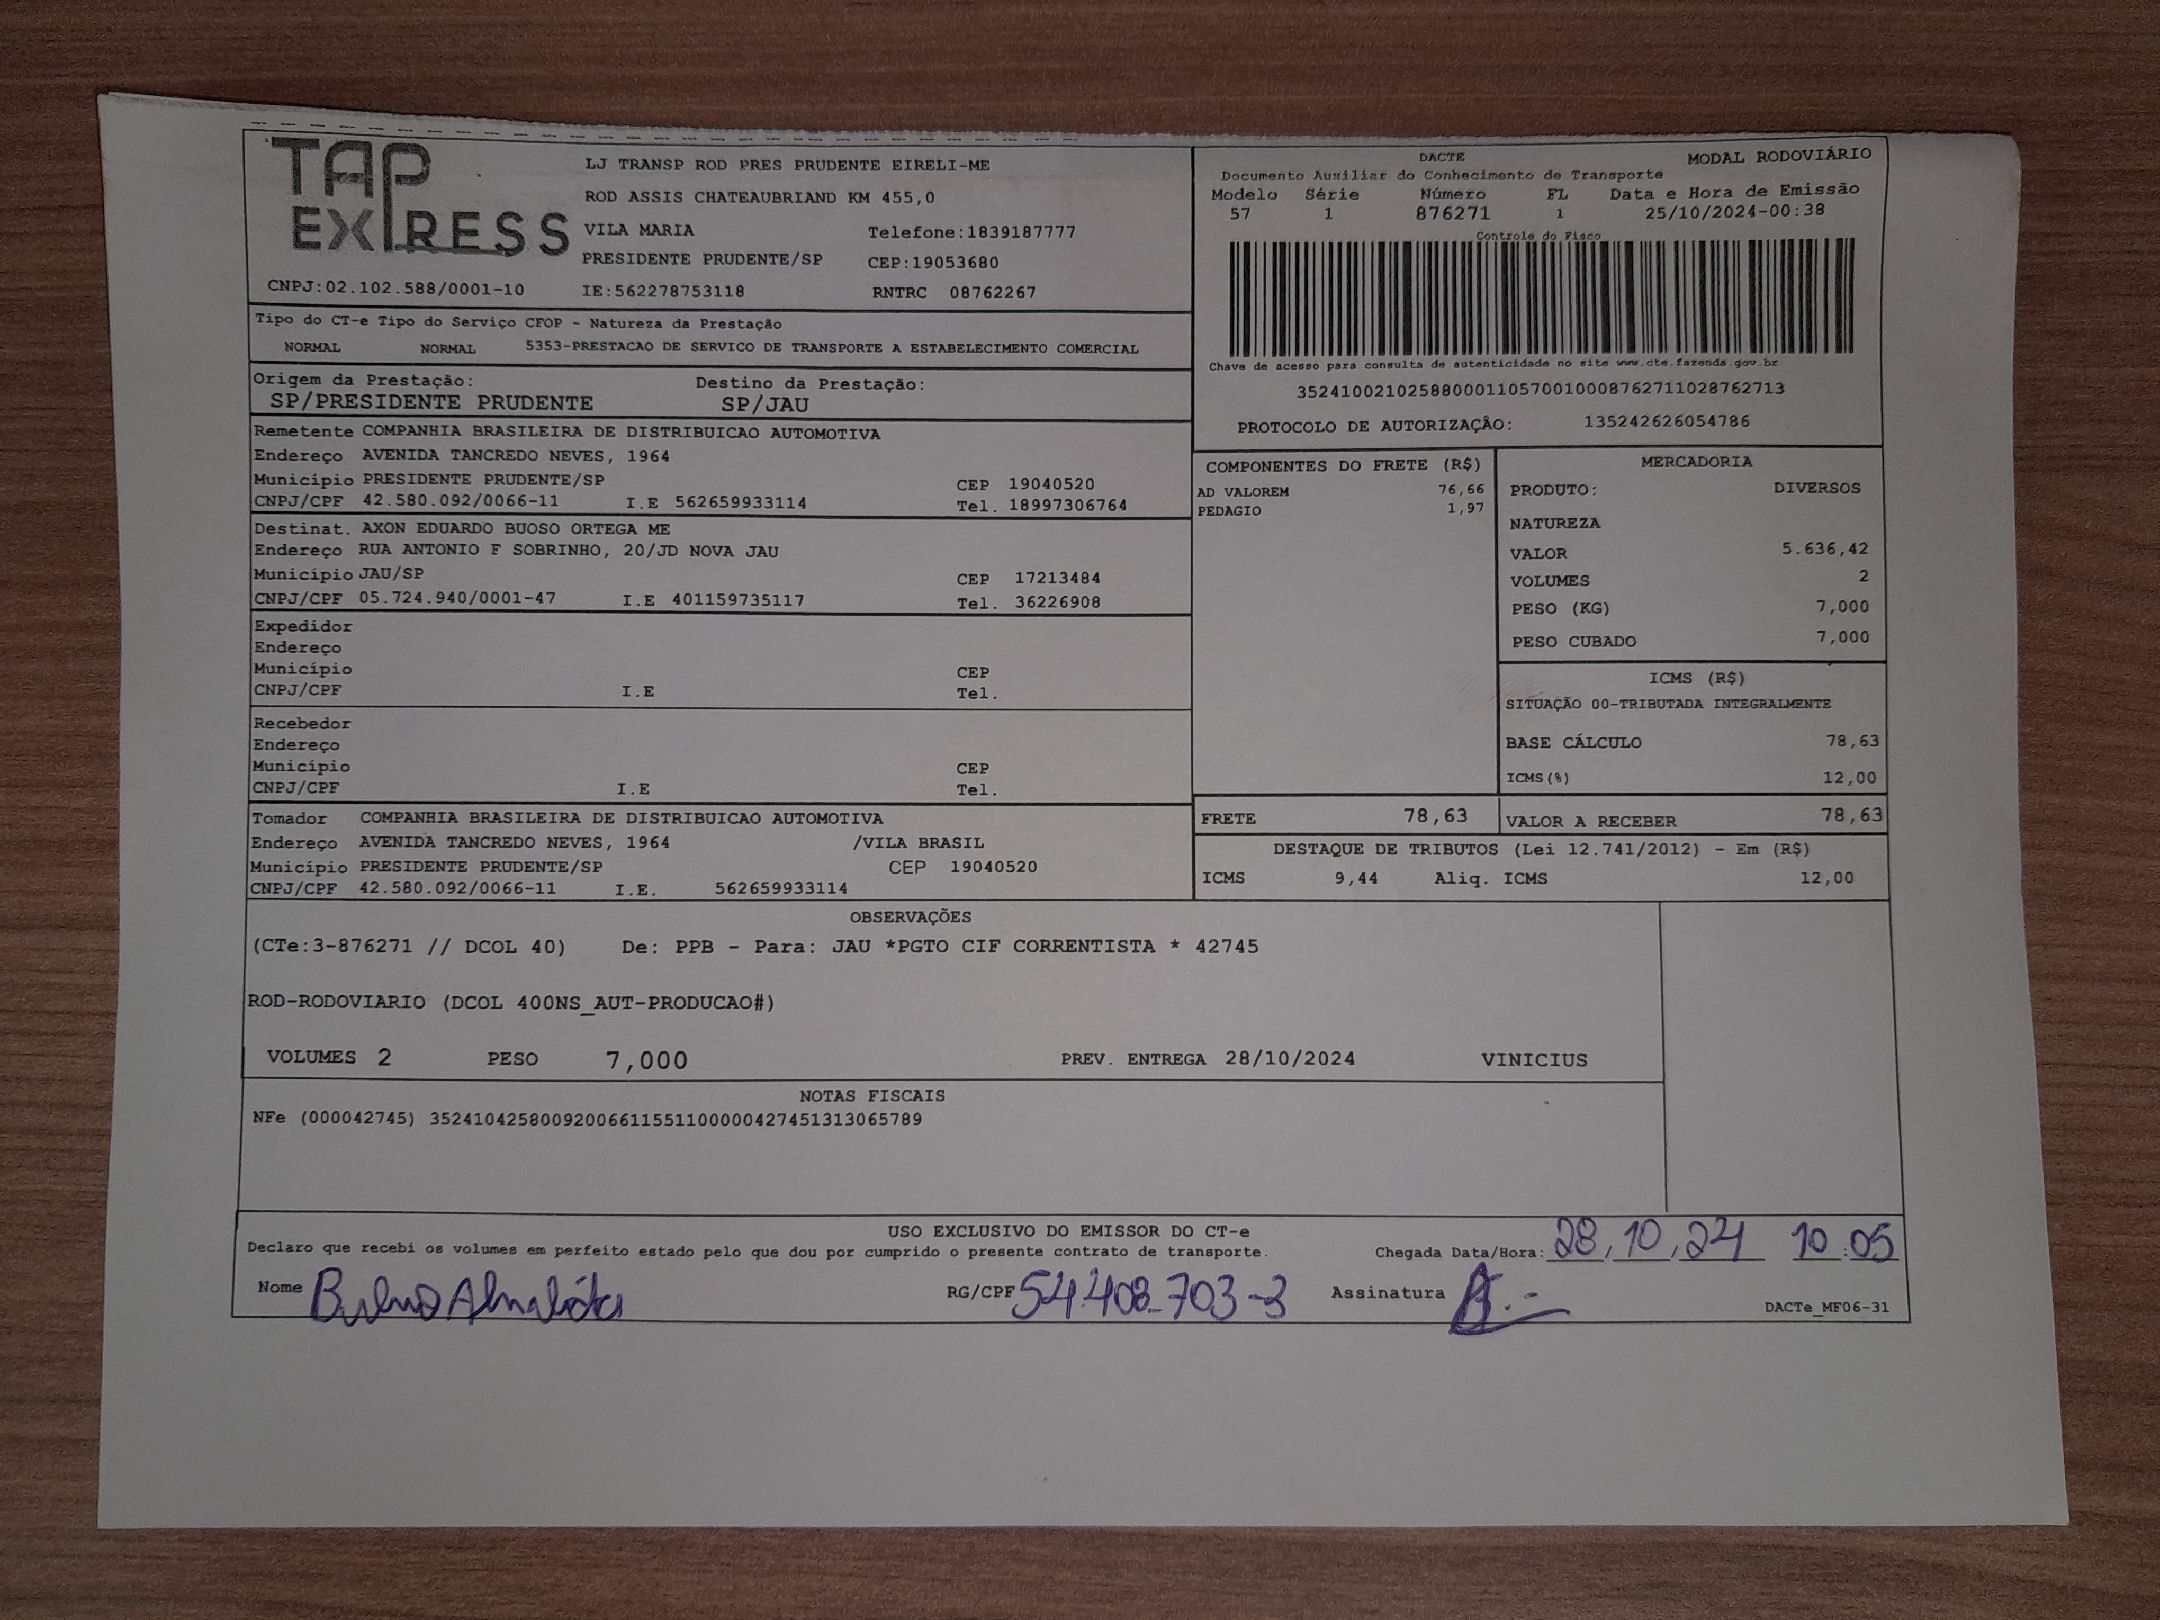 TAP EXPRESS
CNPJ:02.102.588/0001-10
LJ TRANSP ROD PRES PRUDENTE EIRELI-ME
ROD ASSIS CHATEAUBRIAND KM 455,0
VILA MARIA Telefone:1839187777
PRESIDENTE PRUDENTE/SP CEP:19053680
IE:562278753118 RNTRC 08762267
DACTE MODAL RODOVIÁRIO
Documento Auxiliar do Conhecimento de Transporte
Modelo Série Número FL Data e Hora de Emissão
57 1 876271 1 25/10/2024-00:38
Controle do Fisco
Chave de acesso para consulta de autenticidade no site www.cte.fazenda.gov.br
35241002102588000110570010008762711028762713
PROTOCOLO DE AUTORIZAÇÃO: 135242626054786
Tipo do CT-e Tipo do Serviço CFOP - Natureza da Prestação
NORMAL NORMAL 5353-PRESTACAO DE SERVICO DE TRANSPORTE A ESTABELECIMENTO COMERCIAL
Origem da Prestação: Destino da Prestação:
SP/PRESIDENTE PRUDENTE SP/JAU
Remetente COMPANHIA BRASILEIRA DE DISTRIBUICAO AUTOMOTIVA
Endereço AVENIDA TANCREDO NEVES, 1964
Município PRESIDENTE PRUDENTE/SP CEP 19040520
CNPJ/CPF 42.580.092/0066-11 I.E 562659933114 Tel. 18997306764
Destinat. AXON EDUARDO BUOSO ORTEGA ME
Endereço RUA ANTONIO F SOBRINHO, 20/JD NOVA JAU
Município JAU/SP CEP 17213484
CNPJ/CPF 05.724.940/0001-47 I.E 401159735117 Tel. 36226908
Expedidor
Endereço
Município CEP
CNPJ/CPF I.E Tel.
Recebedor
Endereço
Município CEP
CNPJ/CPF I.E Tel.
Tomador COMPANHIA BRASILEIRA DE DISTRIBUICAO AUTOMOTIVA
Endereço AVENIDA TANCREDO NEVES, 1964 /VILA BRASIL
Município PRESIDENTE PRUDENTE/SP CEP 19040520
CNPJ/CPF 42.580.092/0066-11 I.E. 562659933114
COMPONENTES DO FRETE (R$)
AD VALOREM 76,66
PEDAGIO 1,97
MERCADORIA
PRODUTO: DIVERSOS
NATUREZA
VALOR 5.636,42
VOLUMES 2
PESO (KG) 7,000
PESO CUBADO 7,000
ICMS (R$)
SITUAÇÃO 00-TRIBUTADA INTEGRALMENTE
BASE CÁLCULO 78,63
ICMS(%) 12,00
FRETE 78,63 VALOR A RECEBER 78,63
DESTAQUE DE TRIBUTOS (Lei 12.741/2012) - Em (R$)
ICMS 9,44 Aliq. ICMS 12,00
OBSERVAÇÕES
(CTe:3-876271 // DCOL 40) De: PPB - Para: JAU *PGTO CIF CORRENTISTA * 42745
ROD-RODOVIARIO (DCOL 400NS_AUT-PRODUCAO#)
VOLUMES 2 PESO 7,000 PREV. ENTREGA 28/10/2024 VINICIUS
NOTAS FISCAIS
NFe (000042745) 35241042580092006611551100000427451313065789
USO EXCLUSIVO DO EMISSOR DO CT-e
Declaro que recebi os volumes em perfeito estado pelo que dou por cumprido o presente contrato de transporte. Chegada Data/Hora: 28,10,24 10:05
Nome RG/CPF 54.408.703-3 Assinatura
DACTe_MF06-31